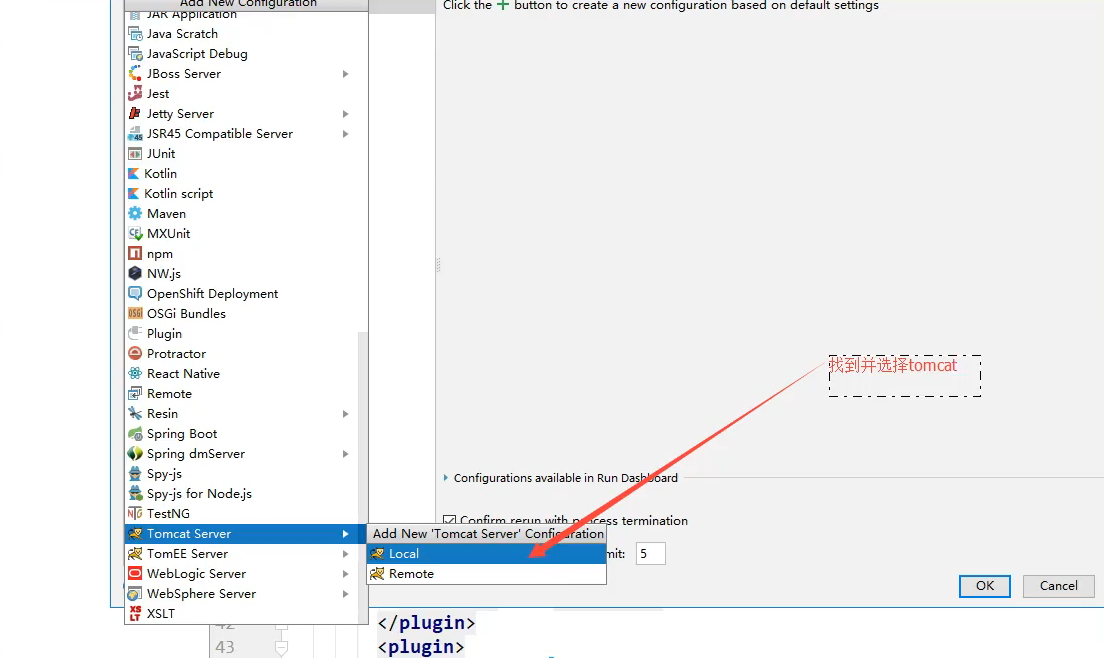 Add New Configuration
Click the + button to create a new configuration based on default settings
JAR Application
Java Scratch
JavaScript Debug
JBoss Server
Jest
Jetty Server
JSR45 Compatible Server
JUnit
Kotlin
Kotlin script
Maven
MXUnit
npm
NW.js
OpenShift Deployment
OSGi Bundles
Plugin
Protractor
React Native
Remote
Resin
Spring Boot
Spring dmServer
Spy-js
Spy-js for Node.js
TestNG
Tomcat Server
TomEE Server
WebLogic Server
WebSphere Server
XSLT
找到并选择tomcat
Configurations available in Run Dashboard
Confirm rerun with process termination
Add New 'Tomcat Server' Configuration
Local
Remote
mit: 5
OK
Cancel
42
</plugin>
43
<plugin>